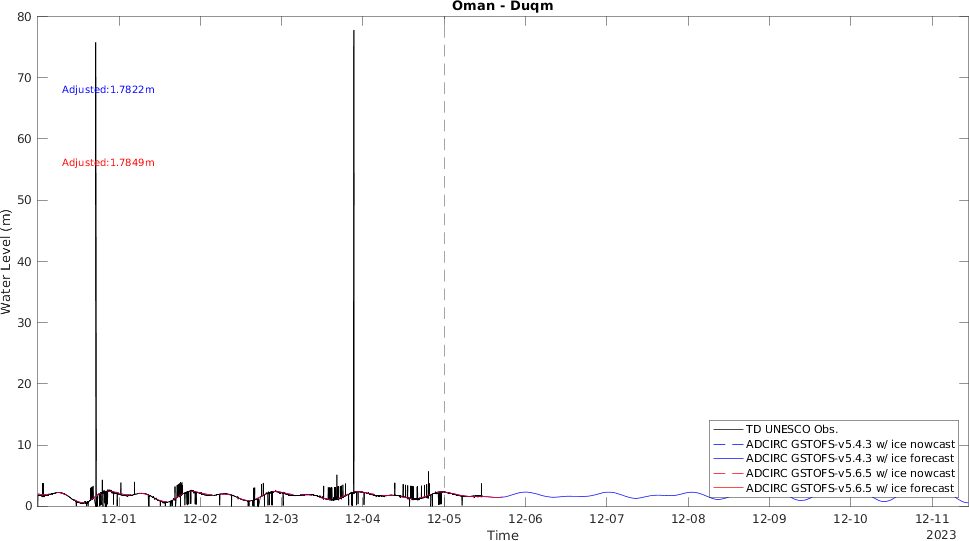 Oman - Duqm
80
70
60
50
40
30
20
10
0
Water Level (m)
Adjusted:1.7822m
Adjusted:1.7849m
TD UNESCO Obs.
ADCIRC GSTOFS-v5.4.3 w/ ice nowcast
ADCIRC GSTOFS-v5.4.3 w/ ice forecast
ADCIRC GSTOFS-v5.6.5 w/ ice nowcast
ADCIRC GSTOFS-v5.6.5 w/ ice forecast
12-01 12-02 12-03 12-04 12-05 12-06 12-07 12-08 12-09 12-10 12-11
Time
2023